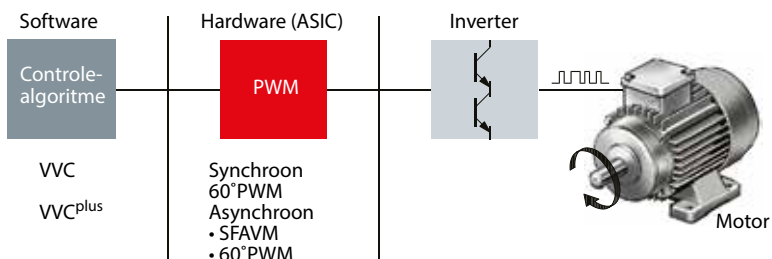 Software
Hardware (ASIC)
Inverter
Controle-
algoritme
PWM
VVC
VVCplus
Synchroon
60˚PWM
Asynchroon
• SFAVM
• 60˚PWM
Motor